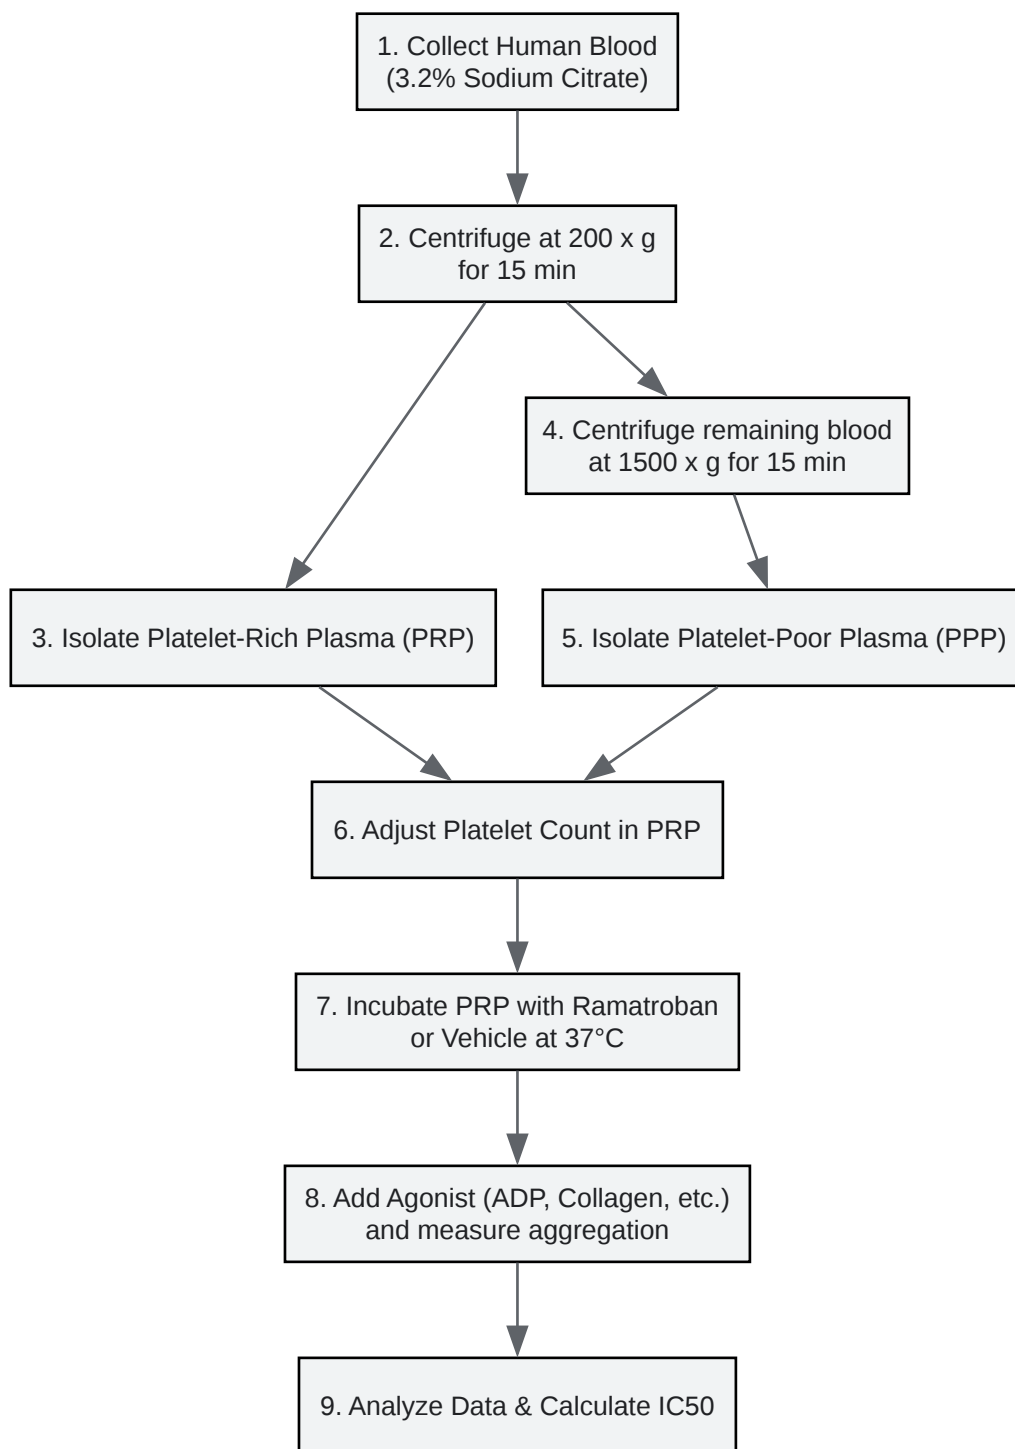 1. Collect Human Blood
(3.2% Sodium Citrate)
2. Centrifuge at 200 x g
for 15 min
4. Centrifuge remaining blood
at 1500 x g for 15 min
3. Isolate Platelet-Rich Plasma (PRP)
5. Isolate Platelet-Poor Plasma (PPP)
6. Adjust Platelet Count in PRP
7. Incubate PRP with Ramatroban
or Vehicle at 37°C
8. Add Agonist (ADP, Collagen, etc.)
and measure aggregation
9. Analyze Data & Calculate IC50